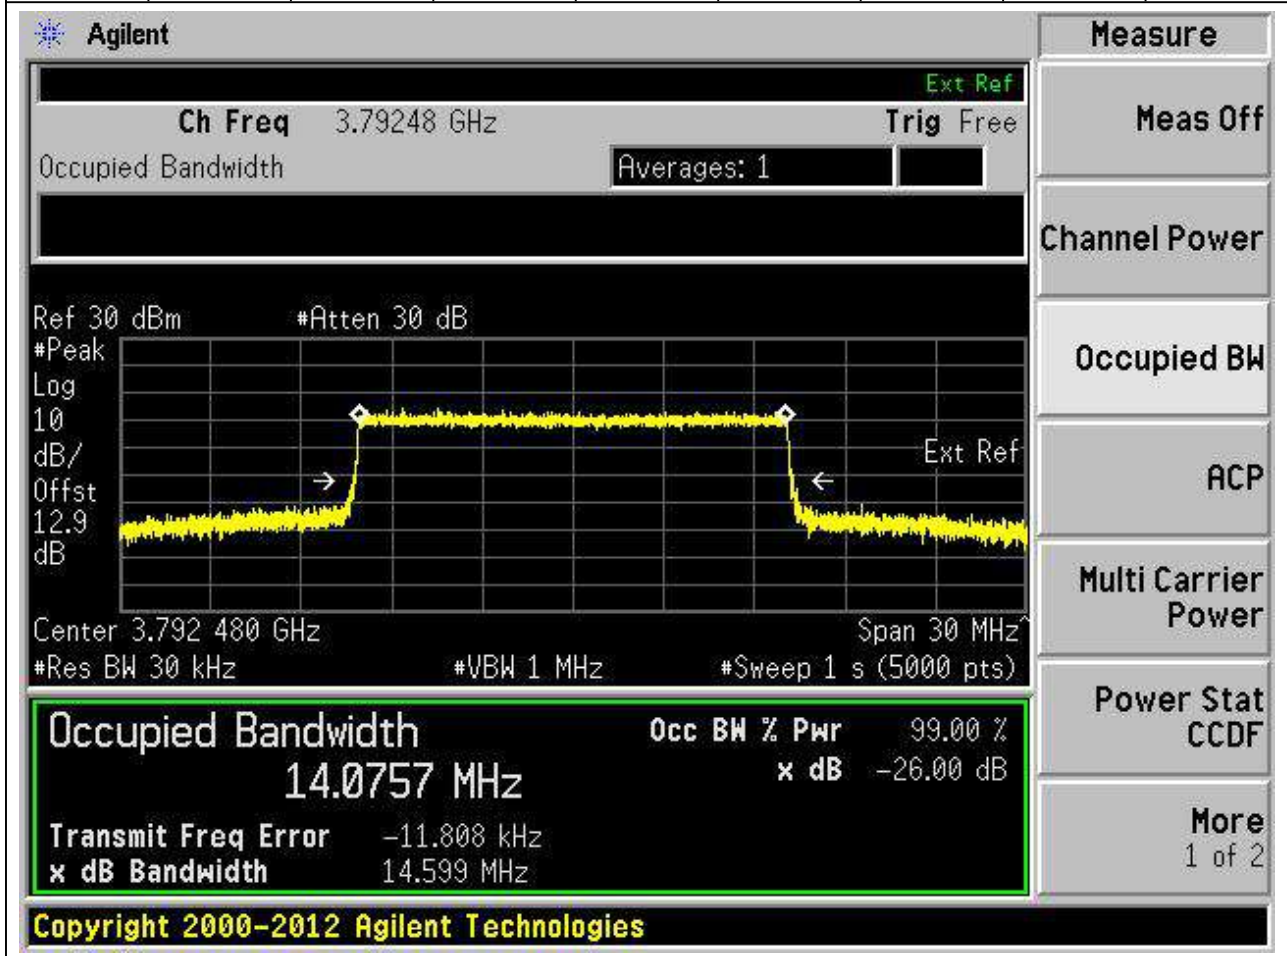 Agilent
Measure
Ext Ref
Ch Freq 3.79248 GHz Trig Free
Meas Off
Occupied Bandwidth Averages: 1
Channel Power
Ref 30 dBm #Atten 30 dB
#Peak
Log
10
dB/
Offst
12.9
dB
Ext Ref
Occupied BW
ACP
Center 3.792 480 GHz Span 30 MHz^
#Res BW 30 kHz #VBW 1 MHz #Sweep 1 s (5000 pts)
Multi Carrier
Power
Occupied Bandwidth Occ BW % Pwr 99.00 %
14.0757 MHz x dB -26.00 dB
Transmit Freq Error -11.808 kHz
x dB Bandwidth 14.599 MHz
Power Stat
CCDF
More
1 of 2
Copyright 2000-2012 Agilent Technologies